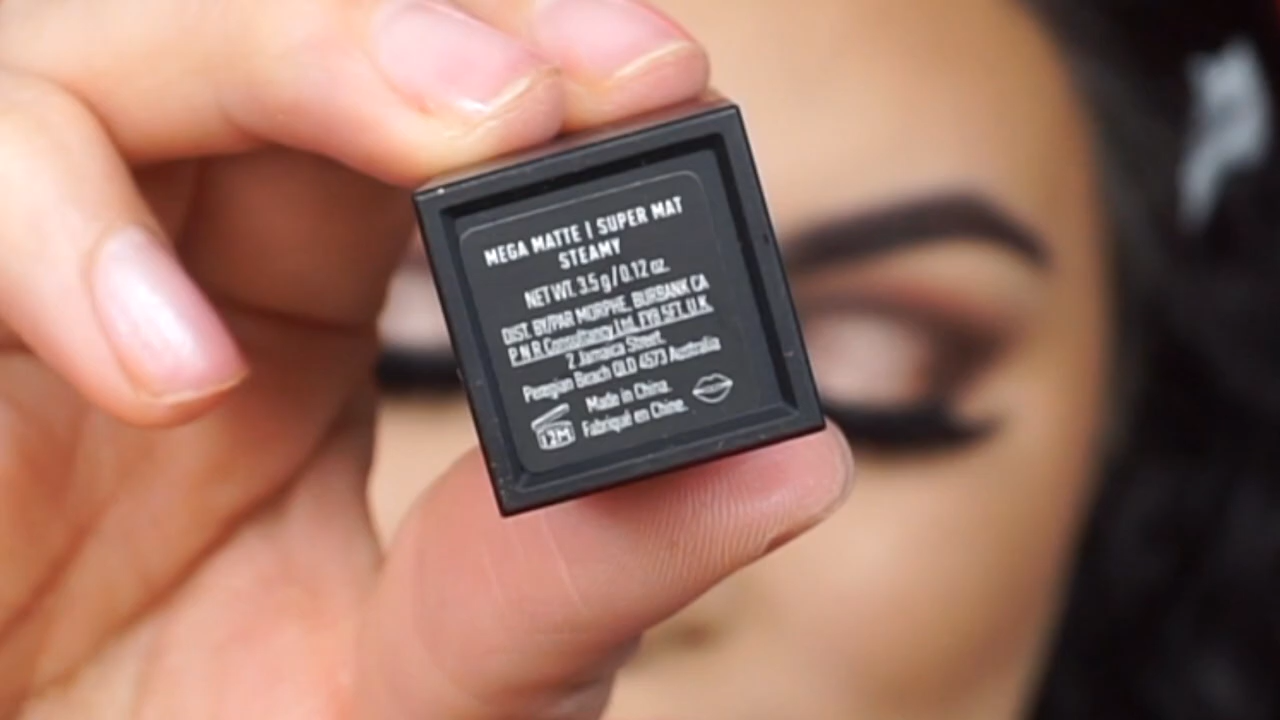 MEGA MATTE | SUPER MAT
STEAMY
NET WT. 3.5 g / 0.12 oz.
DIST. BY/PAR MORPHE, BURBANK CA
P N R Consultancy Ltd, FY8 5FT, U.K.
2 Jamaica Street,
Peregian Beach QLD 4573 Australia
Made in China.
Fabriqué en Chine.
12M